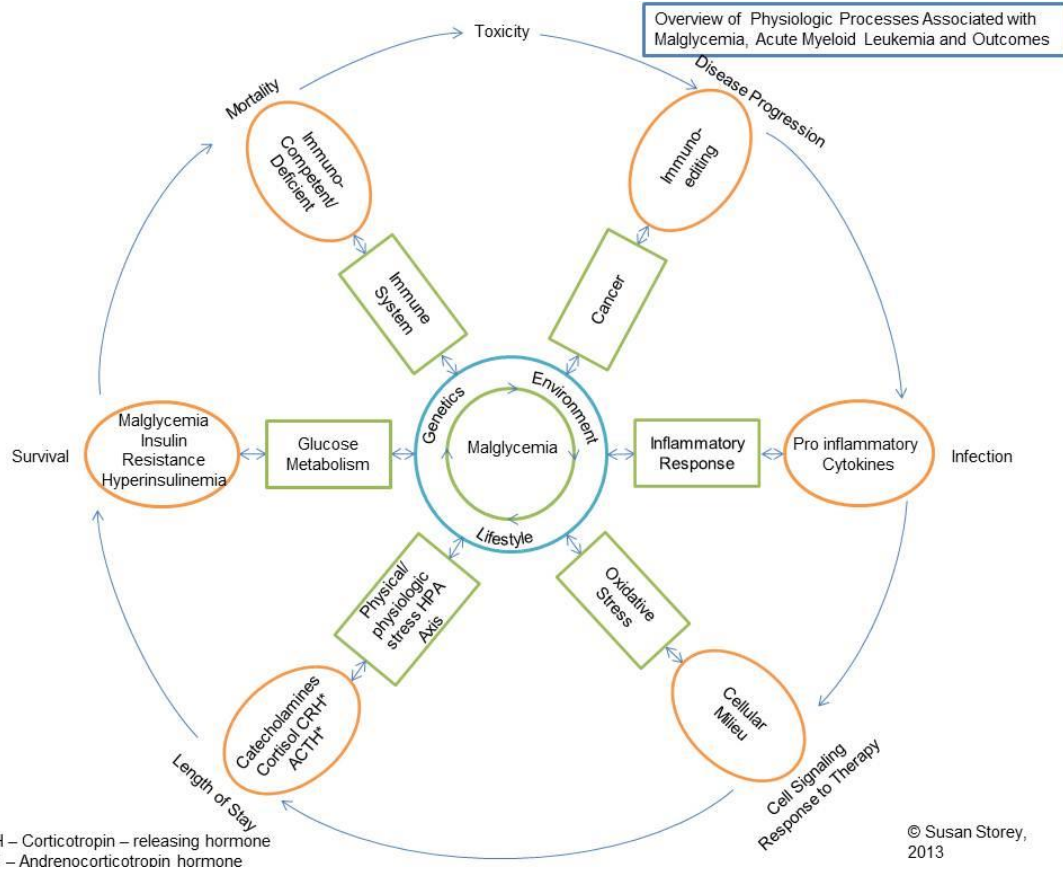 Overview of Physiologic Processes Associated with
Malglycemia, Acute Myeloid Leukemia and Outcomes
Toxicity
Mortality
Disease Progression
Immuno-
Competent/
Deficient
Immuno-
editing
Immune
System
Cancer
Genetics
Environment
Lifestyle
Malglycemia
Survival
Malglycemia
Insulin
Resistance
Hyperinsulinemia
Glucose
Metabolism
Inflammatory
Response
Pro inflammatory
Cytokines
Infection
Physical/
physiologic
stress HPA
Axis
Oxidative
Stress
Catecholamines
Cortisol CRH*
ACTH*
Cellular
Milieu
Length of Stay
Cell Signaling
Response to Therapy
H – Corticotropin – releasing hormone
– Andrenocorticotropin hormone
© Susan Storey,
2013